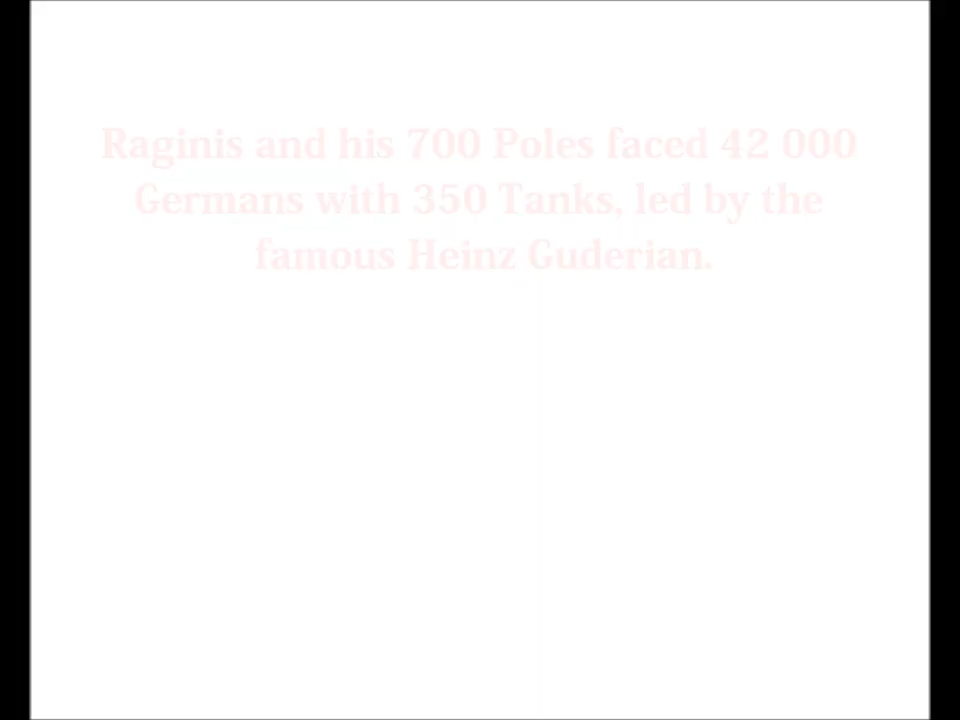 Raginis and his 700 Poles faced 42 000
Germans with 350 Tanks, led by the
famous Heinz Guderian.